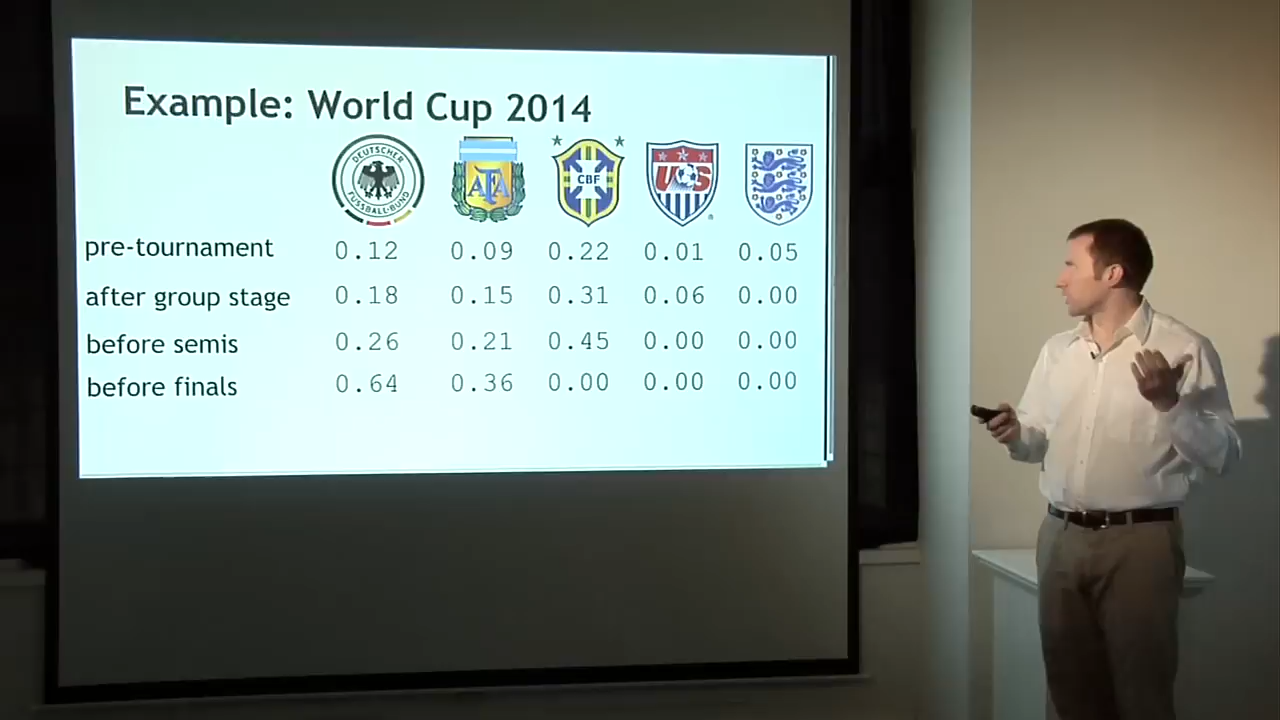 Example: World Cup 2014
DEUTSCHER FUSSBALL-BUND
AFA
CBF
US
pre-tournament 0.12 0.09 0.22 0.01 0.05
after group stage 0.18 0.15 0.31 0.06 0.00
before semis 0.26 0.21 0.45 0.00 0.00
before finals 0.64 0.36 0.00 0.00 0.00